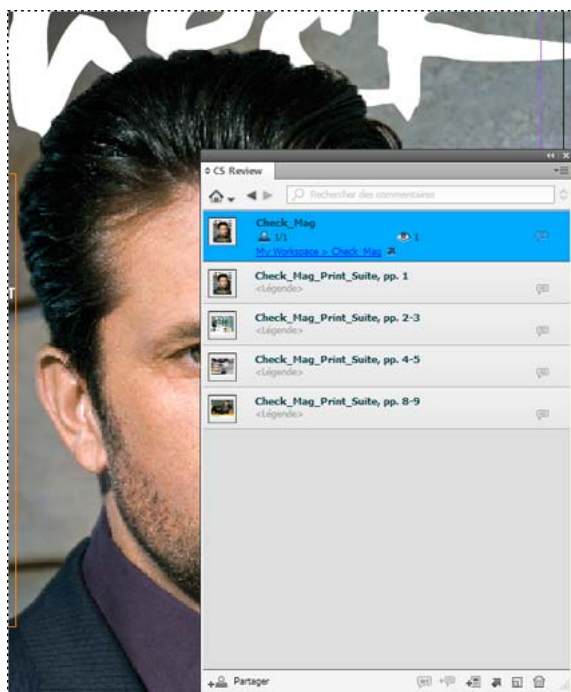 CS Review
Rechercher des commentaires
Check_Mag
1/1 1
My Workspace > Check_Mag
Check_Mag_Print_Suite, pp. 1
<Légende>
Check_Mag_Print_Suite, pp. 2-3
<Légende>
Check_Mag_Print_Suite, pp. 4-5
<Légende>
Check_Mag_Print_Suite, pp. 8-9
<Légende>
Partager